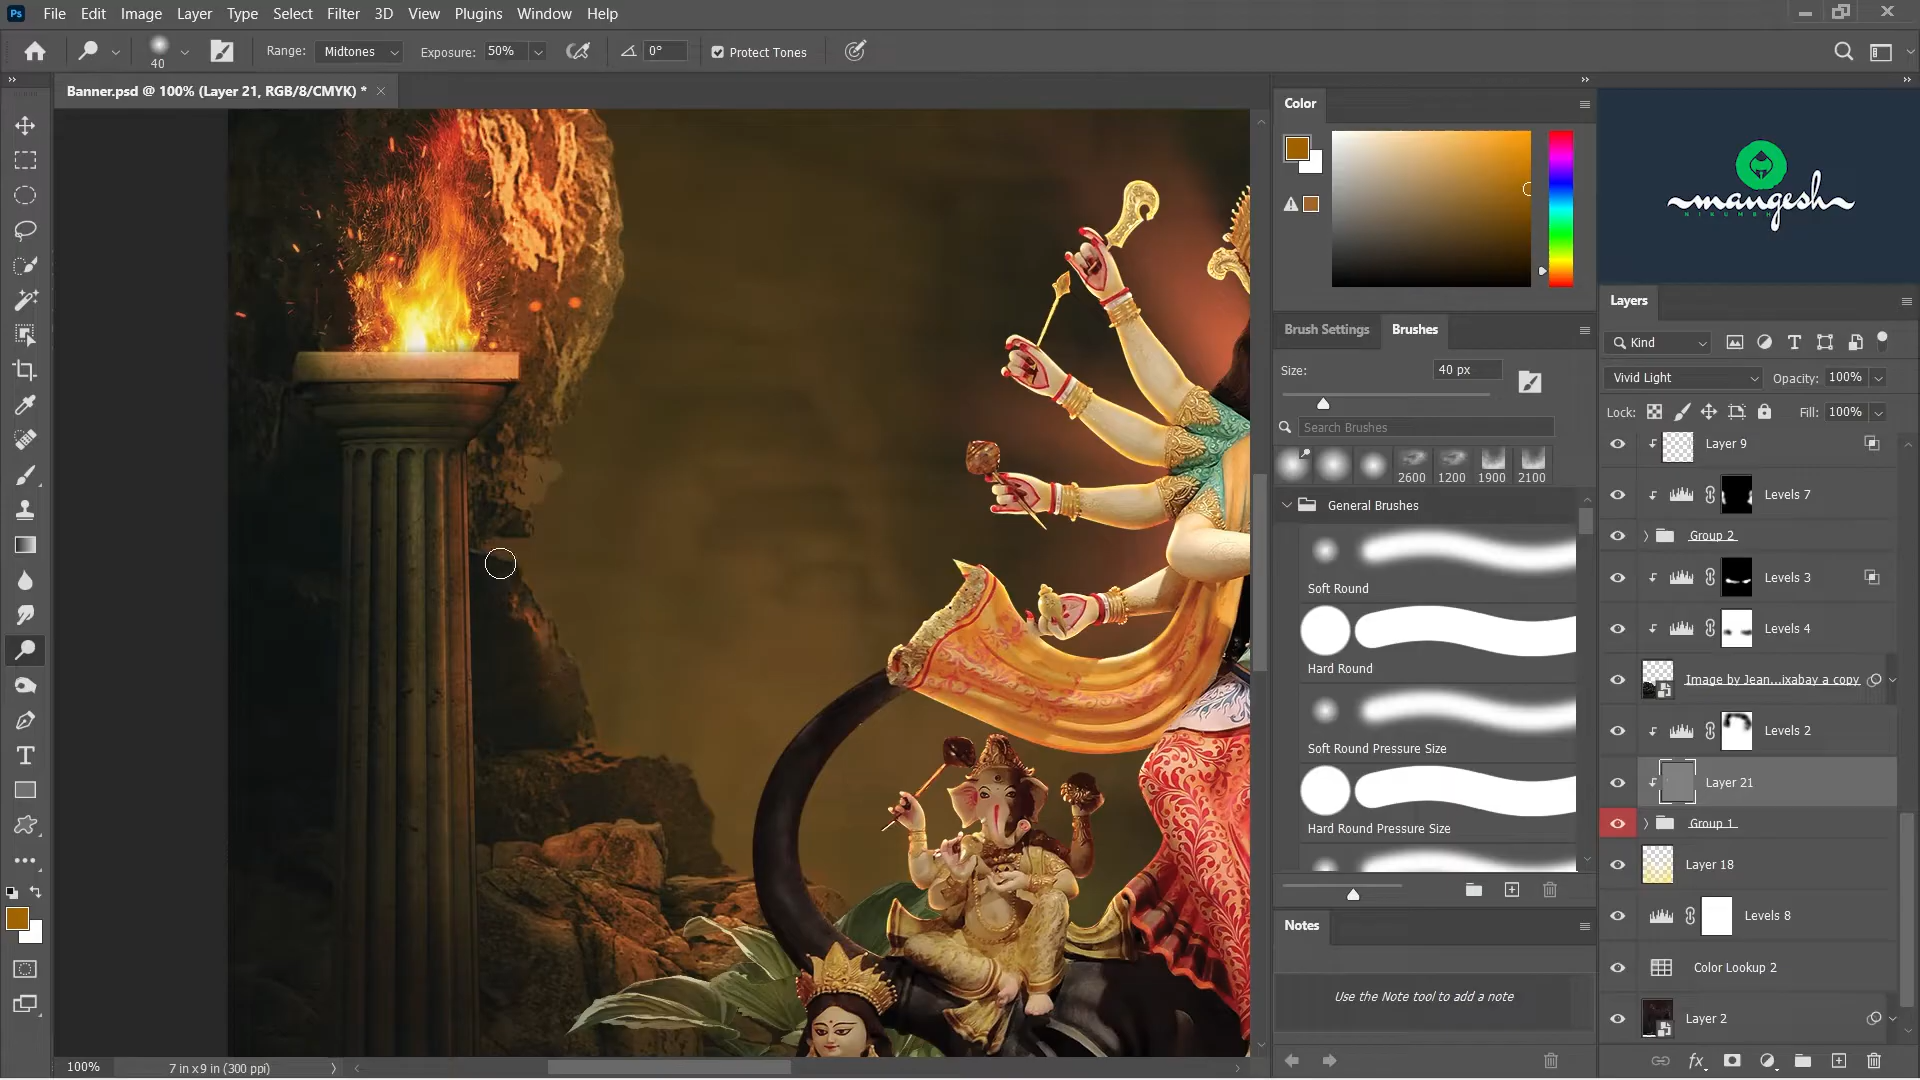 Ps File Edit Image Layer Type Select Filter 3D View Plugins Window Help
40 Range: Midtones Exposure: 50% 0° Protect Tones
Banner.psd @ 100% (Layer 21, RGB/8/CMYK) *
Color
mangesh
Layers
Kind
Vivid Light Opacity: 100%
Lock: Fill: 100%
Layer 9
Levels 7
Group 2
Levels 3
Levels 4
Image by Jean...ixabay a copy
Levels 2
Layer 21
Group 1
Layer 18
Levels 8
Color Lookup 2
Layer 2
Brush Settings Brushes
Size: 40 px
Search Brushes
2600 1200 1900 2100
General Brushes
Soft Round
Hard Round
Soft Round Pressure Size
Hard Round Pressure Size
Notes
Use the Note tool to add a note
100% 7 in x 9 in (300 ppi)